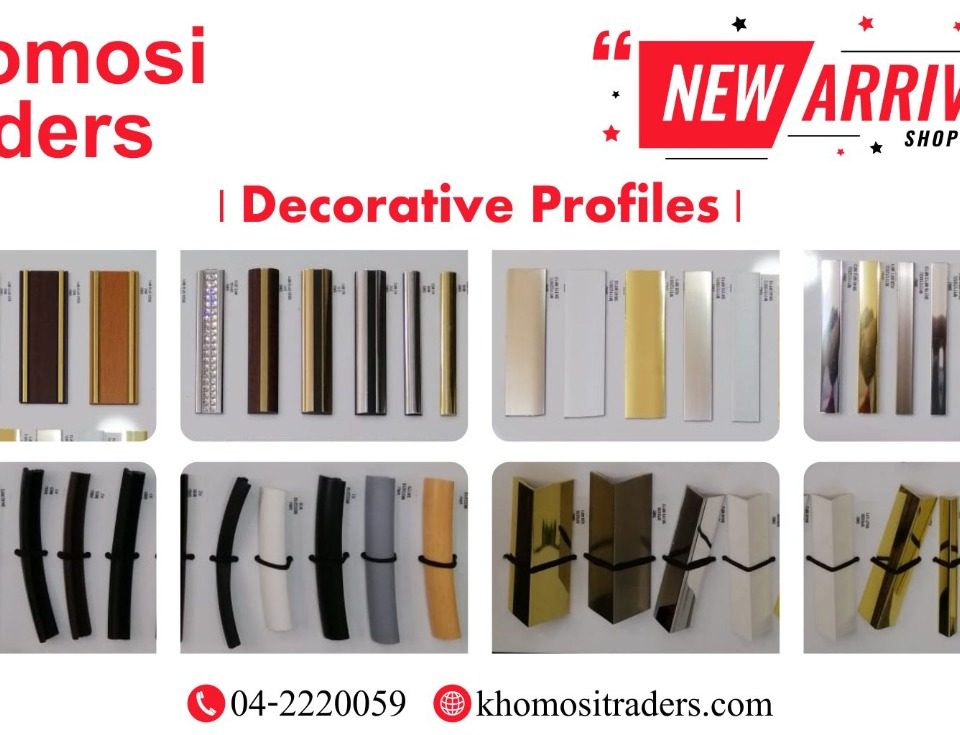 omosi
ders
“ NEW ARRIV
SHOP
| Decorative Profiles |
04-2220059
khomositraders.com